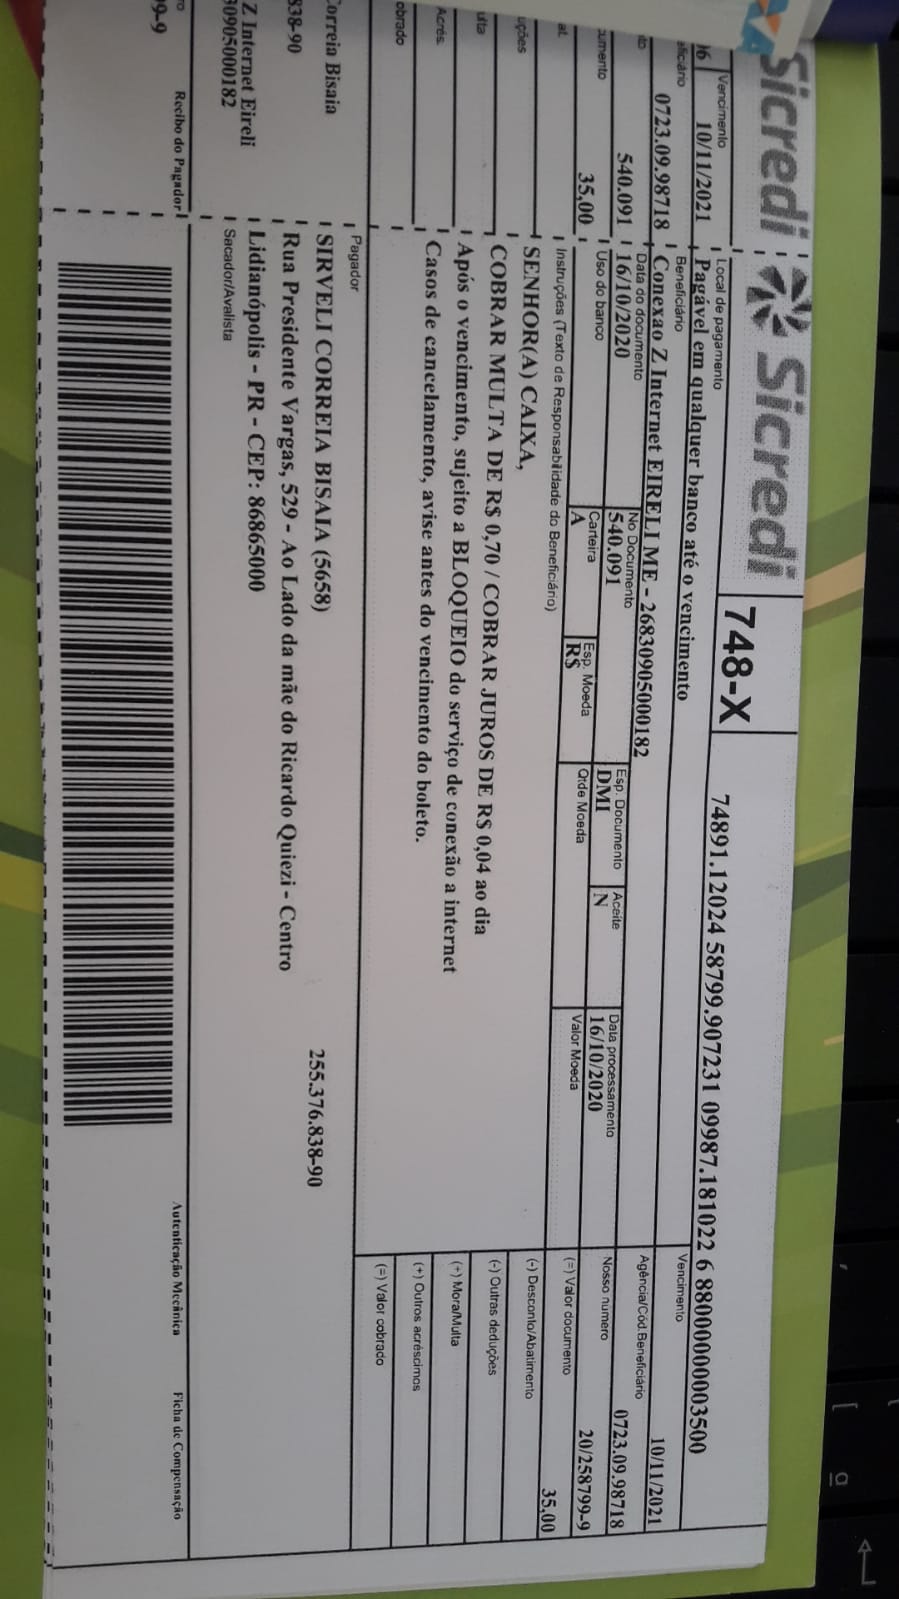 Sicredi
Vencimento
10/11/2021
0723.09.98718
540.091
35,00
Correia Bisaia
838-90
Z Internet Eireli
30905000182
99-9
Recibo do Pagador
Sicredi 748-X 74891.12024 58799.907231 09987.181022 6 88000000003500
Local de pagamento
Pagável em qualquer banco até o vencimento
Vencimento
10/11/2021
Beneficiário
Conexao Z Internet EIRELI ME - 26830905000182
Agência/Cód.Beneficiário
0723.09.98718
Data do documento
16/10/2020
No Documento
540.091
Esp. Documento
DMI
Aceite
N
Data processamento
16/10/2020
Nosso numero
20/258799-9
Uso do banco
Carteira
A
Esp. Moeda
R$
Qtde Moeda
Valor Moeda
(=) Valor documento
35,00
Instruções (Texto de Responsabilidade do Beneficiário)
SENHOR(A) CAIXA,
COBRAR MULTA DE R$ 0,70 / COBRAR JUROS DE R$ 0,04 ao dia
Após o vencimento, sujeito a BLOQUEIO do serviço de conexão a internet
Casos de cancelamento, avise antes do vencimento do boleto.
(-) Desconto/Abatimento
(-) Outras deduções
(+) Mora/Multa
(+) Outros acréscimos
(=) Valor cobrado
Pagador
SIRVELI CORREIA BISAIA (5658) 255.376.838-90
Rua Presidente Vargas, 529 - Ao Lado da mãe do Ricardo Quiezi - Centro
Lidianópolis - PR - CEP: 86865000
Sacador/Avalista
Autenticação Mecânica
Ficha de Compensação